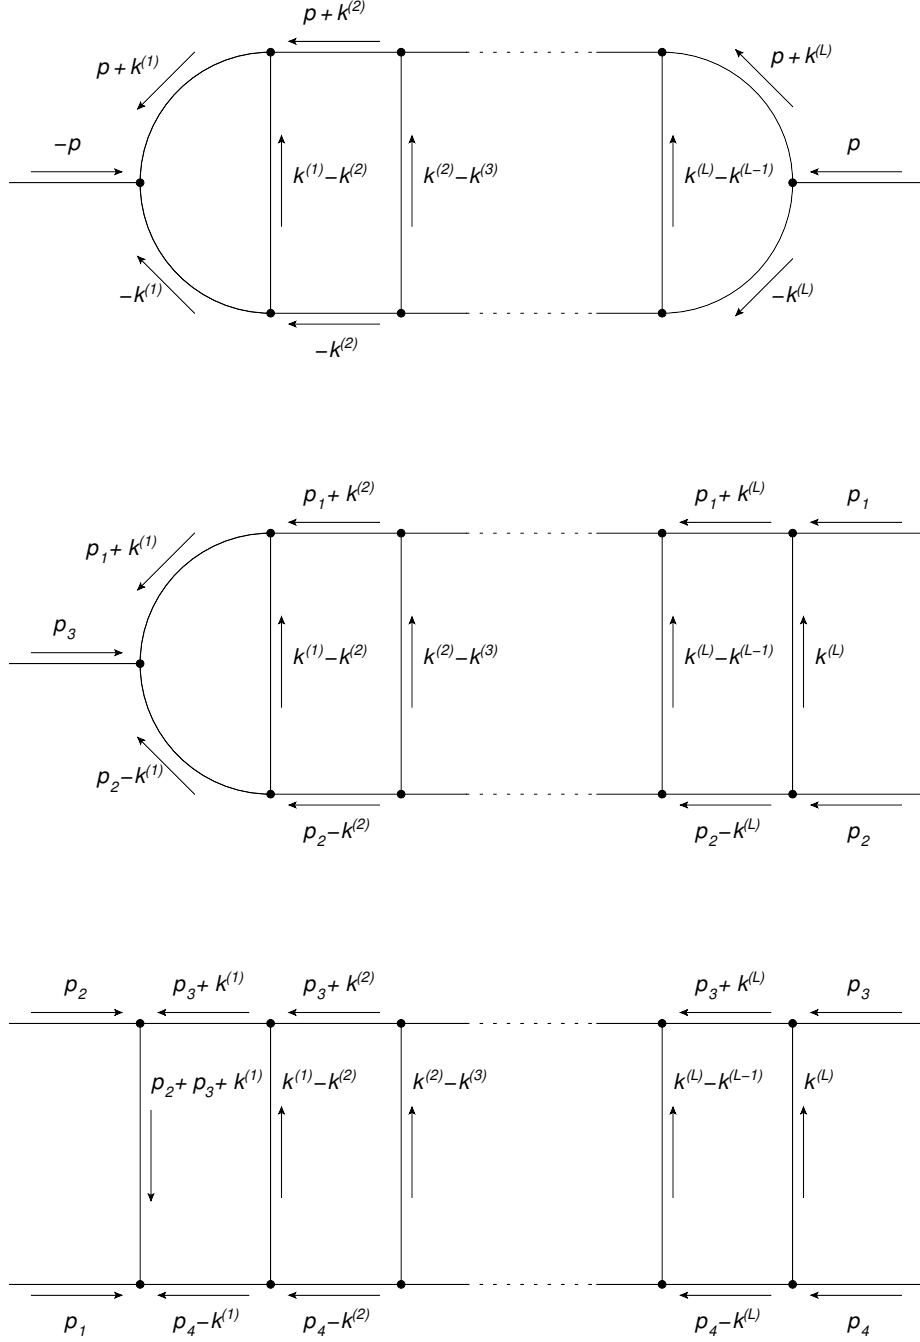 p + k^(2)
p + k^(1) p + k^(L)
−p p
k^(1)−k^(2) k^(2)−k^(3) k^(L)−k^(L−1)
−k^(1) −k^(L)
−k^(2)
p_1 + k^(2) p_1 + k^(L) p_1
p_1 + k^(1)
p_3
k^(1)−k^(2) k^(2)−k^(3) k^(L)−k^(L−1) k^(L)
p_2−k^(1)
p_2−k^(2) p_2−k^(L) p_2
p_2 p_3 + k^(1) p_3 + k^(2) p_3 + k^(L) p_3
p_2 + p_3 + k^(1) k^(1)−k^(2) k^(2)−k^(3) k^(L)−k^(L−1) k^(L)
p_1 p_4−k^(1) p_4−k^(2) p_4−k^(L) p_4